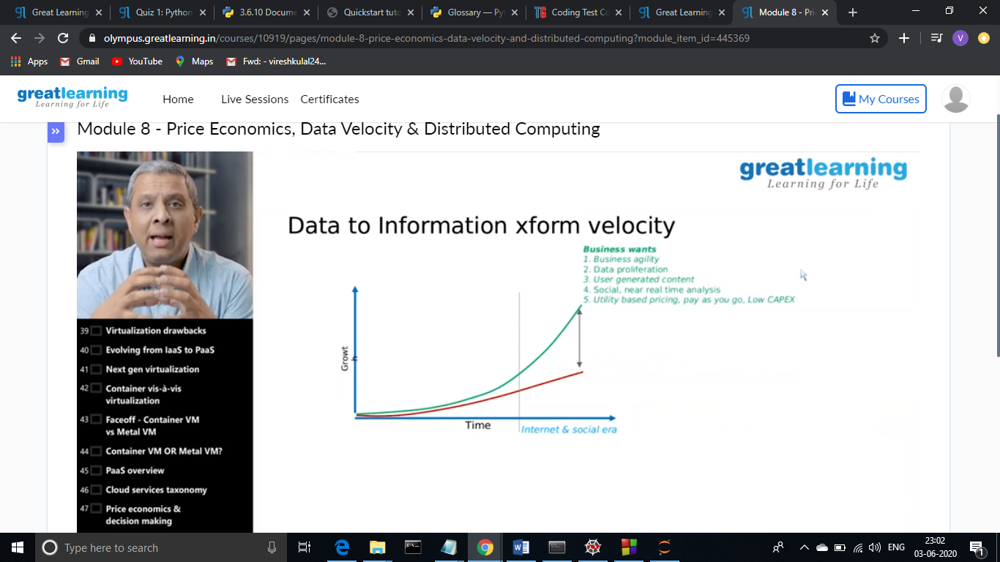 Great Learning
Quiz 1: Python
3.6.10 Docume
Quickstart tuto
Glossary — Py
Coding Test Co
Great Learning
Module 8 - Pri
olympus.greatlearning.in/courses/10919/pages/module-8-price-economics-data-velocity-and-distributed-computing?module_item_id=445369
V
Apps
Gmail
YouTube
Maps
Fwd: - vireshkulal24...
greatlearning
Learning for Life
Home
Live Sessions
Certificates
My Courses
Module 8 - Price Economics, Data Velocity & Distributed Computing
greatlearning
Learning for Life
Data to Information xform velocity
Business wants
1. Business agility
2. Data proliferation
3. User generated content
4. Social, near real time analysis
5. Utility based pricing, pay as you go, Low CAPEX
Growt
h
Time
Internet & social era
39 Virtualization drawbacks
40 Evolving from IaaS to PaaS
41 Next gen virtualization
42 Container vis-à-vis
virtualization
43 Faceoff - Container VM
vs Metal VM
44 Container VM OR Metal VM?
45 PaaS overview
46 Cloud services taxonomy
47 Price economics &
decision making
Type here to search
ENG
23:02
03-06-2020
1